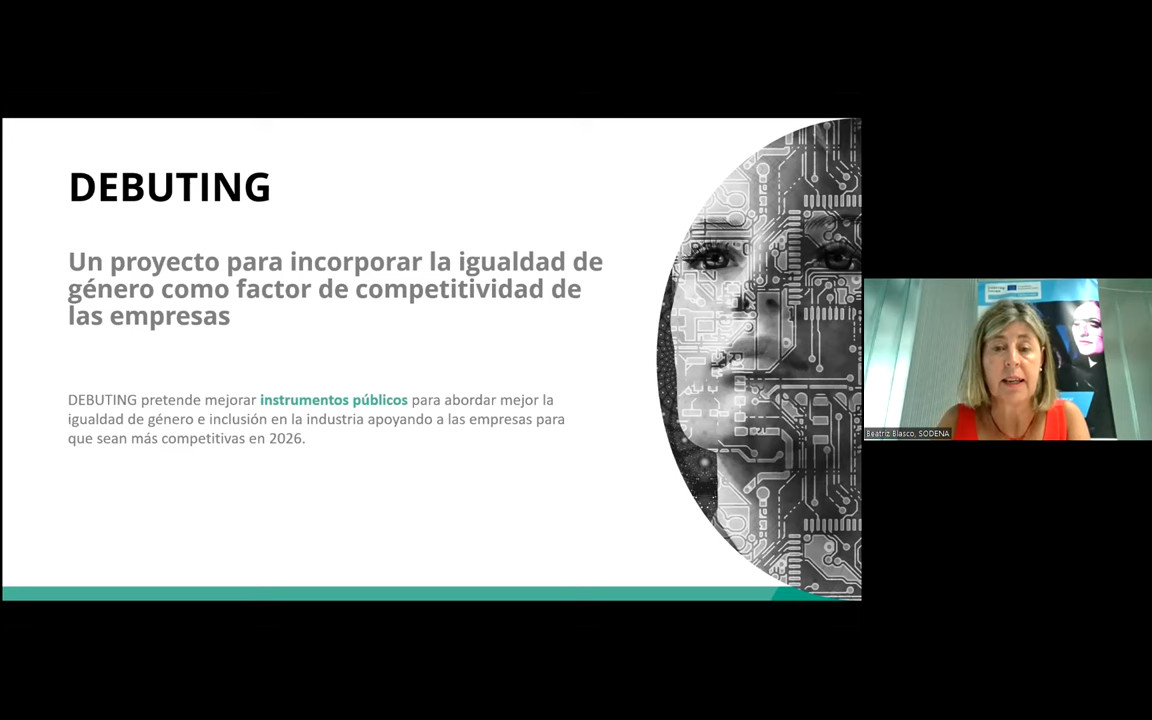 DEBUTING
Un proyecto para incorporar la igualdad de
género como factor de competitividad de
las empresas
DEBUTING pretende mejorar instrumentos públicos para abordar mejor la
igualdad de género e inclusión en la industria apoyando a las empresas para
que sean más competitivas en 2026.
Beatriz Blasco, SODENA